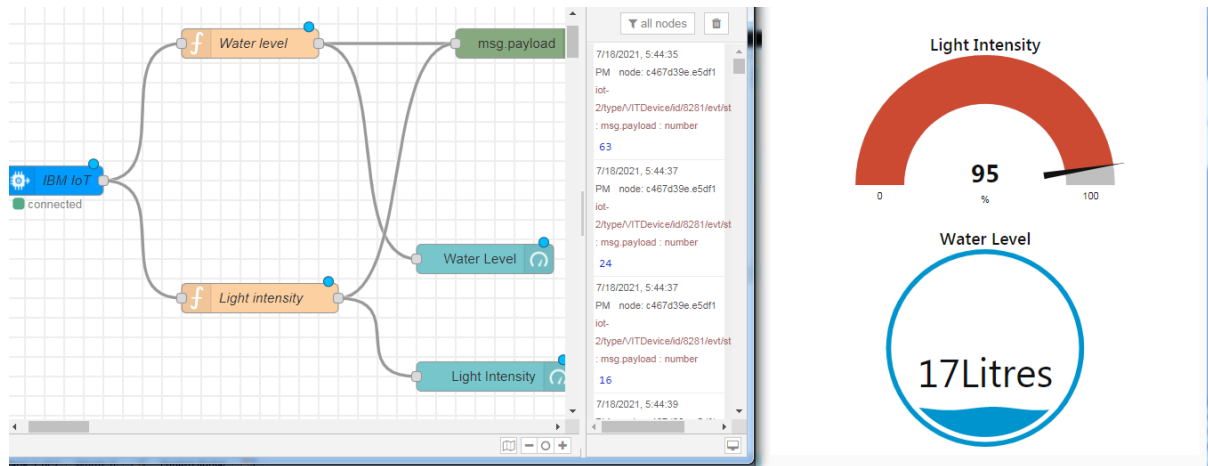 Water level
msg.payload
IBM IoT
connected
Water Level
Light intensity
Light Intensity
all nodes
7/18/2021, 5:44:35
PM node: c467d39e.e5df1
iot-
2/type/VITDevice/id/8281/evt/st
: msg.payload : number
63
7/18/2021, 5:44:37
PM node: c467d39e.e5df1
iot-
2/type/VITDevice/id/8281/evt/st
: msg.payload : number
24
7/18/2021, 5:44:37
PM node: c467d39e.e5df1
iot-
2/type/VITDevice/id/8281/evt/st
: msg.payload : number
16
7/18/2021, 5:44:39
Light Intensity
95
0
%
100
Water Level
17Litres